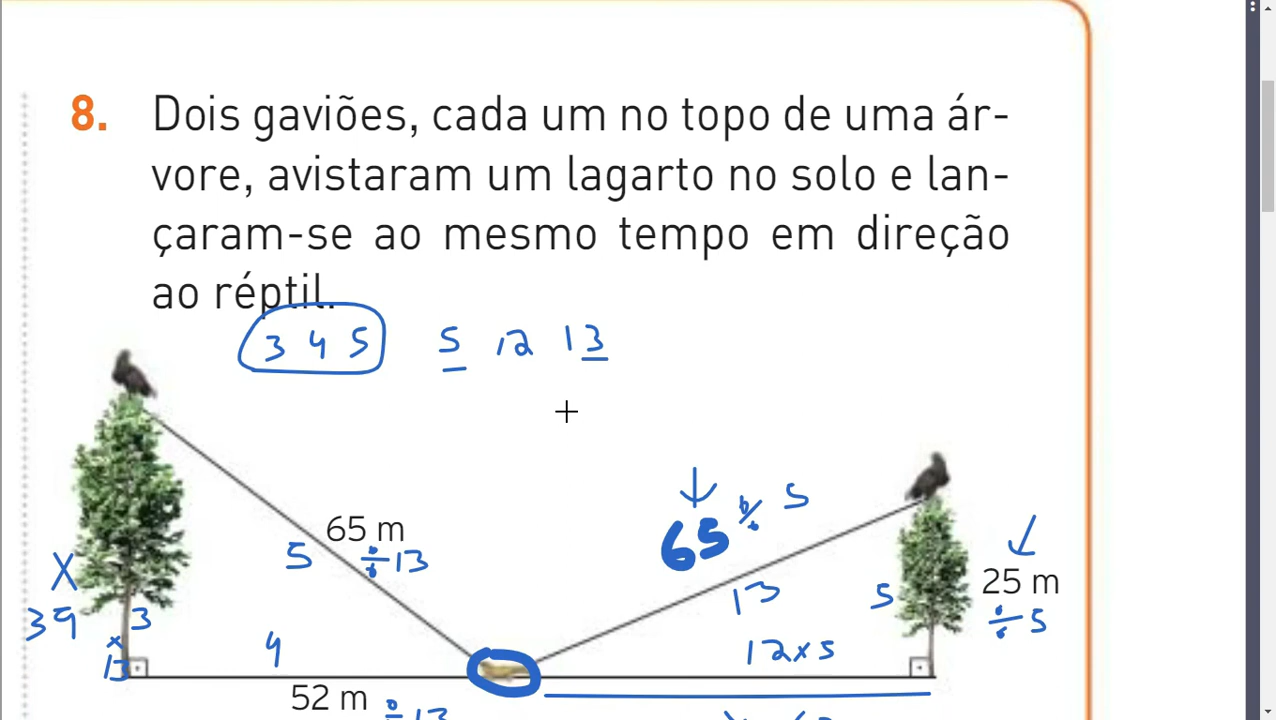 8. Dois gaviões, cada um no topo de uma ár-
vore, avistaram um lagarto no solo e lan-
çaram-se ao mesmo tempo em direção
ao réptil.
3 4 5 5 12 13
65 ÷ 5
65 m
5 ÷ 13
X
25 m
13 5 ÷ 5
39 3
x
13
4
12 x 5
52 m
÷ 13